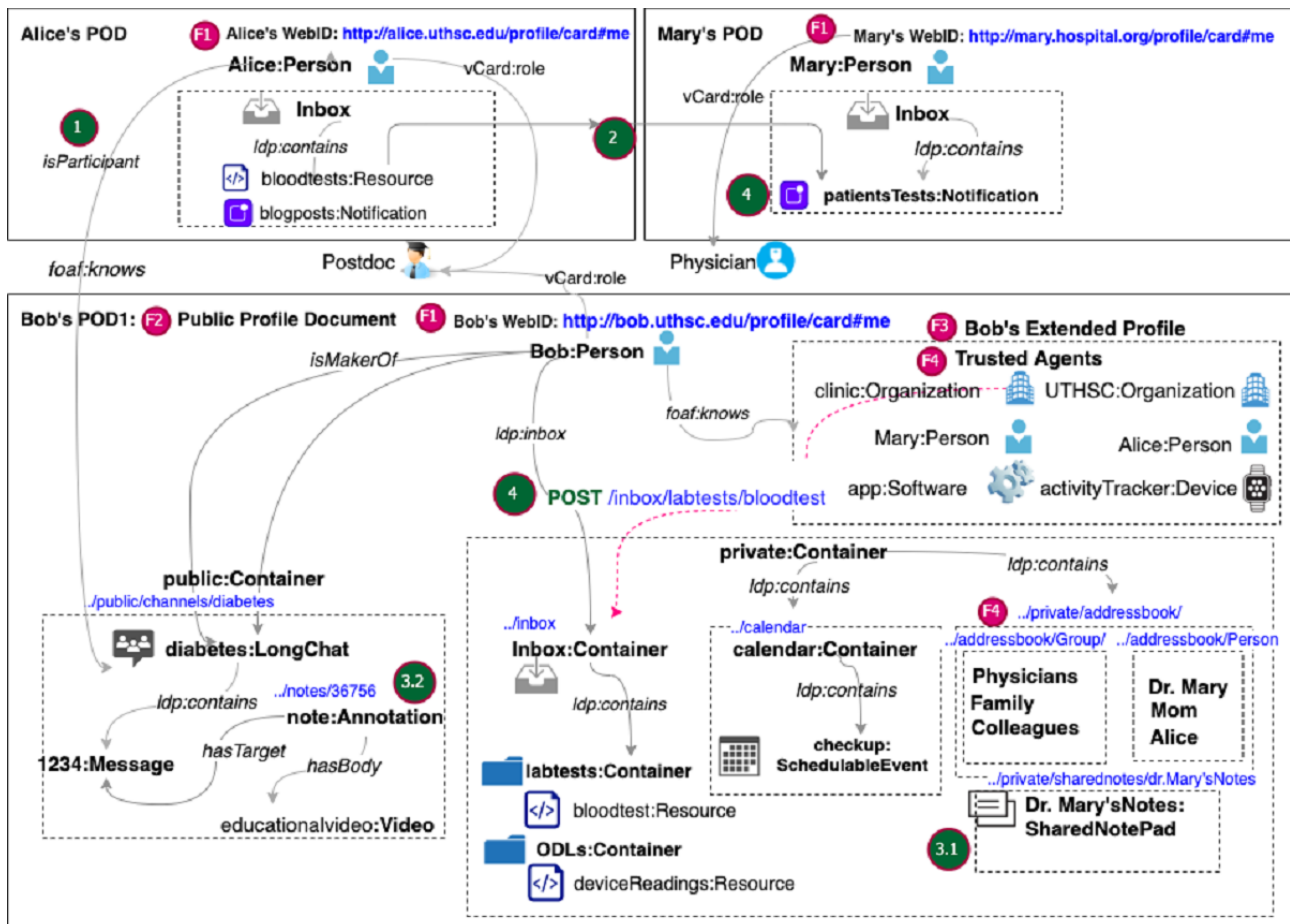 Alice's POD
F1 Alice's WebID: http://alice.uthsc.edu/profile/card#me
Alice:Person
vCard:role
Inbox
1
isParticipant
ldp:contains
bloodtests:Resource
blogposts:Notification
2
Mary's POD
F1 Mary's WebID: http://mary.hospital.org/profile/card#me
Mary:Person
vCard:role
Inbox
ldp:contains
4
patientsTests:Notification
foaf:knows
Postdoc
vCard:role
Physician
Bob's POD1: F2 Public Profile Document
F1 Bob's WebID: http://bob.uthsc.edu/profile/card#me
Bob:Person
isMakerOf
foaf:knows
ldp:inbox
F3 Bob's Extended Profile
F4 Trusted Agents
clinic:Organization
UTHSC:Organization
Mary:Person
Alice:Person
app:Software
activityTracker:Device
4 POST /inbox/labtests/bloodtest
public:Container
../public/channels/diabetes
diabetes:LongChat
ldp:contains
../notes/36756
3.2
note:Annotation
hasTarget
hasBody
1234:Message
educationalvideo:Video
private:Container
ldp:contains
ldp:contains
../inbox
Inbox:Container
ldp:contains
labtests:Container
bloodtest:Resource
ODLs:Container
deviceReadings:Resource
../calendar
calendar:Container
ldp:contains
checkup:
SchedulableEvent
F4
../private/addressbook/
../addressbook/Group/
../addressbook/Person
Physicians
Family
Colleagues
Dr. Mary
Mom
Alice
../private/sharednotes/dr.Mary'sNotes
Dr. Mary'sNotes:
SharedNotePad
3.1